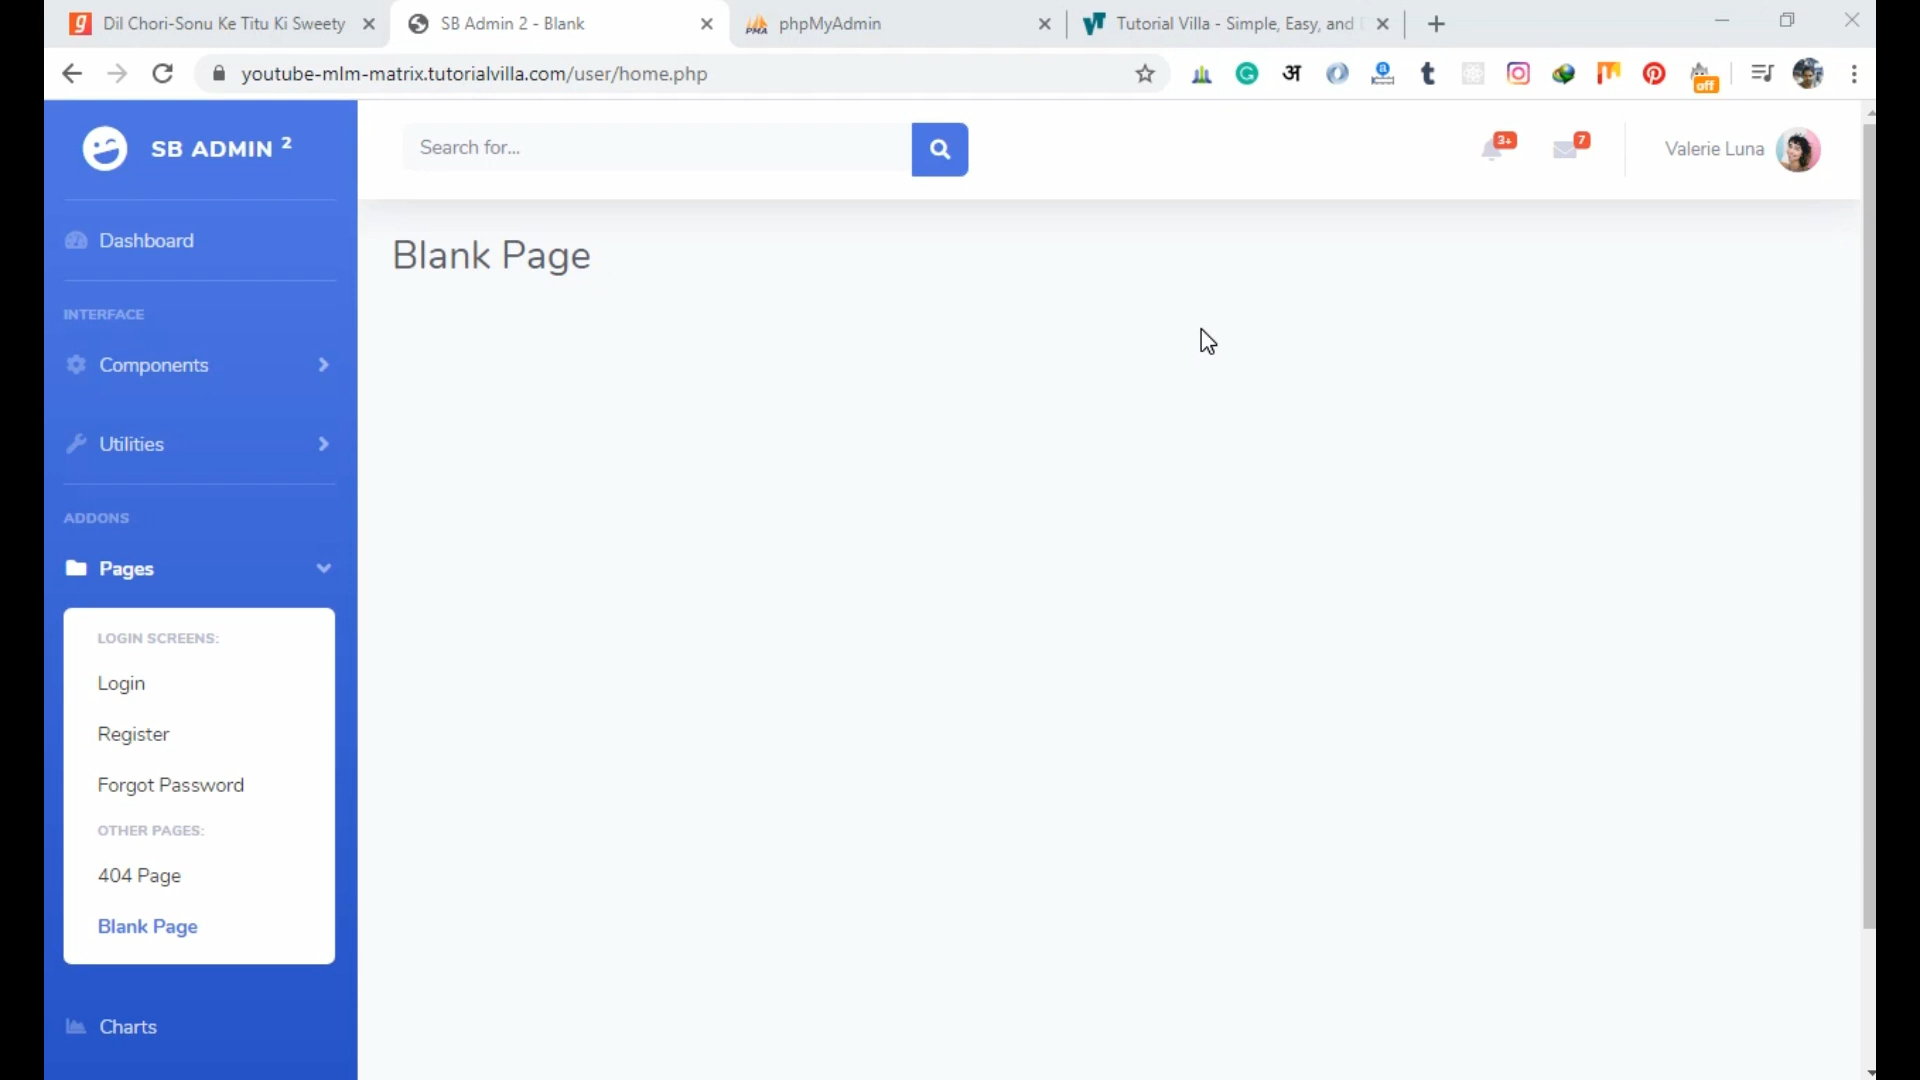 Dil Chori-Sonu Ke Titu Ki Sweety
SB Admin 2 - Blank
phpMyAdmin
Tutorial Villa - Simple, Easy, and
youtube-mlm-matrix.tutorialvilla.com/user/home.php
अ
off
SB ADMIN 2
Search for...
3+
7
Valerie Luna
Dashboard
Blank Page
INTERFACE
Components
Utilities
ADDONS
Pages
LOGIN SCREENS:
Login
Register
Forgot Password
OTHER PAGES:
404 Page
Blank Page
Charts